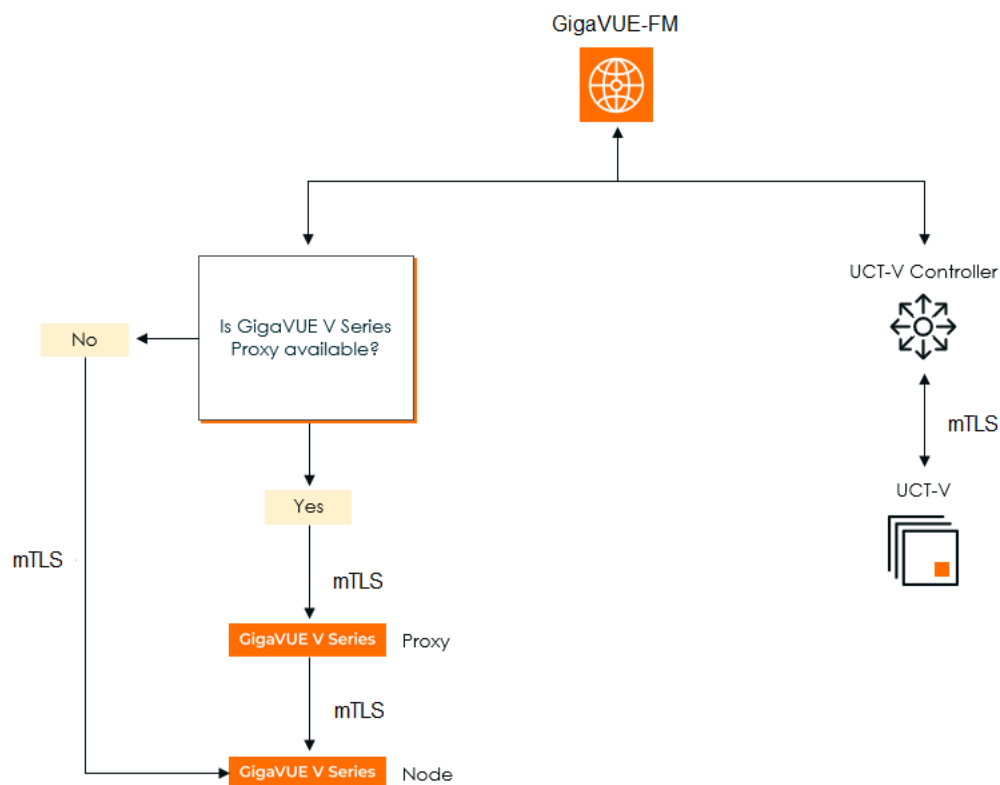 GigaVUE-FM
UCT-V Controller
Is GigaVUE V Series
Proxy available?
No
mTLS
UCT-V
Yes
mTLS
mTLS
GigaVUE V Series Proxy
mTLS
GigaVUE V Series Node